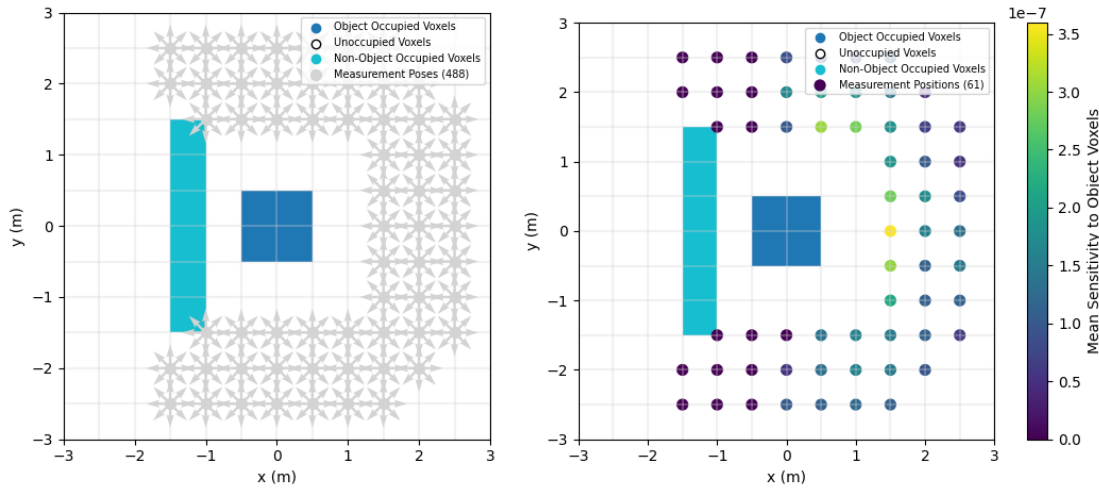 Object Occupied Voxels
Unoccupied Voxels
Non-Object Occupied Voxels
Measurement Poses (488)
3
2
1
0
−1
−2
−3
y (m)
−3
−2
−1
0
1
2
3
x (m)
Object Occupied Voxels
Unoccupied Voxels
Non-Object Occupied Voxels
Measurement Positions (61)
3
2
1
0
−1
−2
−3
y (m)
−3
−2
−1
0
1
2
3
x (m)
1e−7
3.5
3.0
2.5
2.0
1.5
1.0
0.5
0.0
Mean Sensitivity to Object Voxels